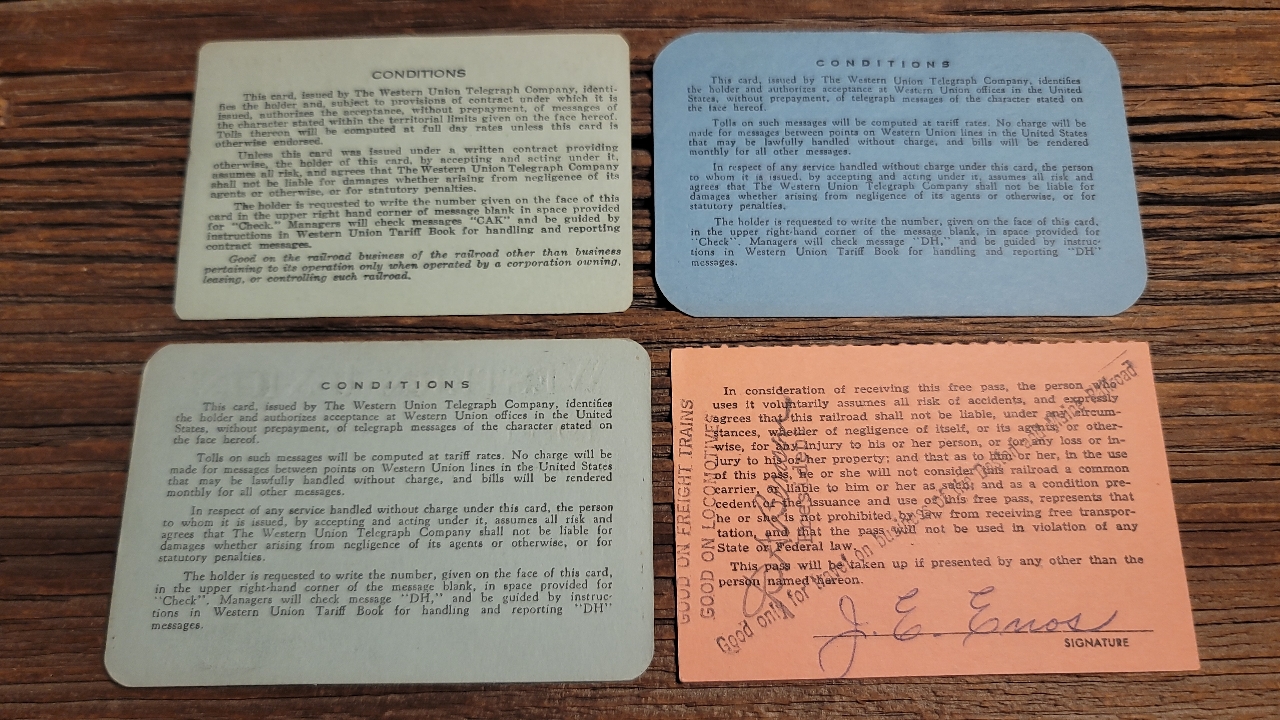 CONDITIONS
This card, issued by The Western Union Telegraph Company, identi-
fies the holder and, subject to provisions of contract under which it is
issued, authorizes the acceptance, without prepayment, of messages of
the character stated within the territorial limits given on the face hereof.
Tolls thereon will be computed at full day rates unless this card is
otherwise endorsed.
Unless this card was issued under a written contract providing
otherwise, the holder of this card, by accepting and acting under it,
assumes all risk, and agrees that The Western Union Telegraph Company
shall not be liable for damages whether arising from negligence of its
agents or otherwise, or for statutory penalties.
The holder is requested to write the number given on the face of this
card in the upper right hand corner of message blank in space provided
for "Check." Managers will check messages "CAK" and be guided by
instructions in Western Union Tariff Book for handling and reporting
contract messages.
Good on the railroad business of the railroad other than business
pertaining to its operation only when operated by a corporation owning,
leasing, or controlling such railroad.
CONDITIONS
This card, issued by The Western Union Telegraph Company, identifies
the holder and authorizes acceptance at Western Union offices in the United
States, without prepayment, of telegraph messages of the character stated on
the face hereof.
Tolls on such messages will be computed at tariff rates. No charge will be
made for messages between points on Western Union lines in the United States
that may be lawfully handled without charge, and bills will be rendered
monthly for all other messages.
In respect of any service handled without charge under this card, the person
to whom it is issued, by accepting and acting under it, assumes all risk and
agrees that The Western Union Telegraph Company shall not be liable for
damages whether arising from negligence of its agents or otherwise, or for
statutory penalties.
The holder is requested to write the number, given on the face of this card,
in the upper right-hand corner of the message blank, in space provided for
"Check". Managers will check message "DH," and be guided by instruc-
tions in Western Union Tariff Book for handling and reporting "DH"
messages.
CONDITIONS
This card, issued by The Western Union Telegraph Company, identifies
the holder and authorizes acceptance at Western Union offices in the United
States, without prepayment, of telegraph messages of the character stated on
the face hereof.
Tolls on such messages will be computed at tariff rates. No charge will be
made for messages between points on Western Union lines in the United States
that may be lawfully handled without charge, and bills will be rendered
monthly for all other messages.
In respect of any service handled without charge under this card, the person
to whom it is issued, by accepting and acting under it, assumes all risk and
agrees that The Western Union Telegraph Company shall not be liable for
damages whether arising from negligence of its agents or otherwise, or for
statutory penalties.
The holder is requested to write the number, given on the face of this card,
in the upper right-hand corner of the message blank, in space provided for
"Check". Managers will check message "DH," and be guided by instruc-
tions in Western Union Tariff Book for handling and reporting "DH"
messages.
In consideration of receiving this free pass, the person who
uses it voluntarily assumes all risk of accidents, and expressly
agrees that this railroad shall not be liable, under any circum-
stances, whether of negligence of itself, or its agents, or other-
wise, for any injury to his or her person, or for any loss or in-
jury to his or her property; and that as to him or her, in the use
of this pass, he or she will not consider this railroad a common
carrier, or liable to him or her as such; and as a condition pre-
cedent of the issuance and use of this free pass, represents that
he or she is not prohibited by law from receiving free transpor-
tation, and that the pass will not be used in violation of any
State or Federal law.
This pass will be taken up if presented by any other than the
person named hereon.
J. E. Enos
SIGNATURE
GOOD ON FREIGHT TRAINS
GOOD ON LOCOMOTIVES
Good only for travel on business
Railroad